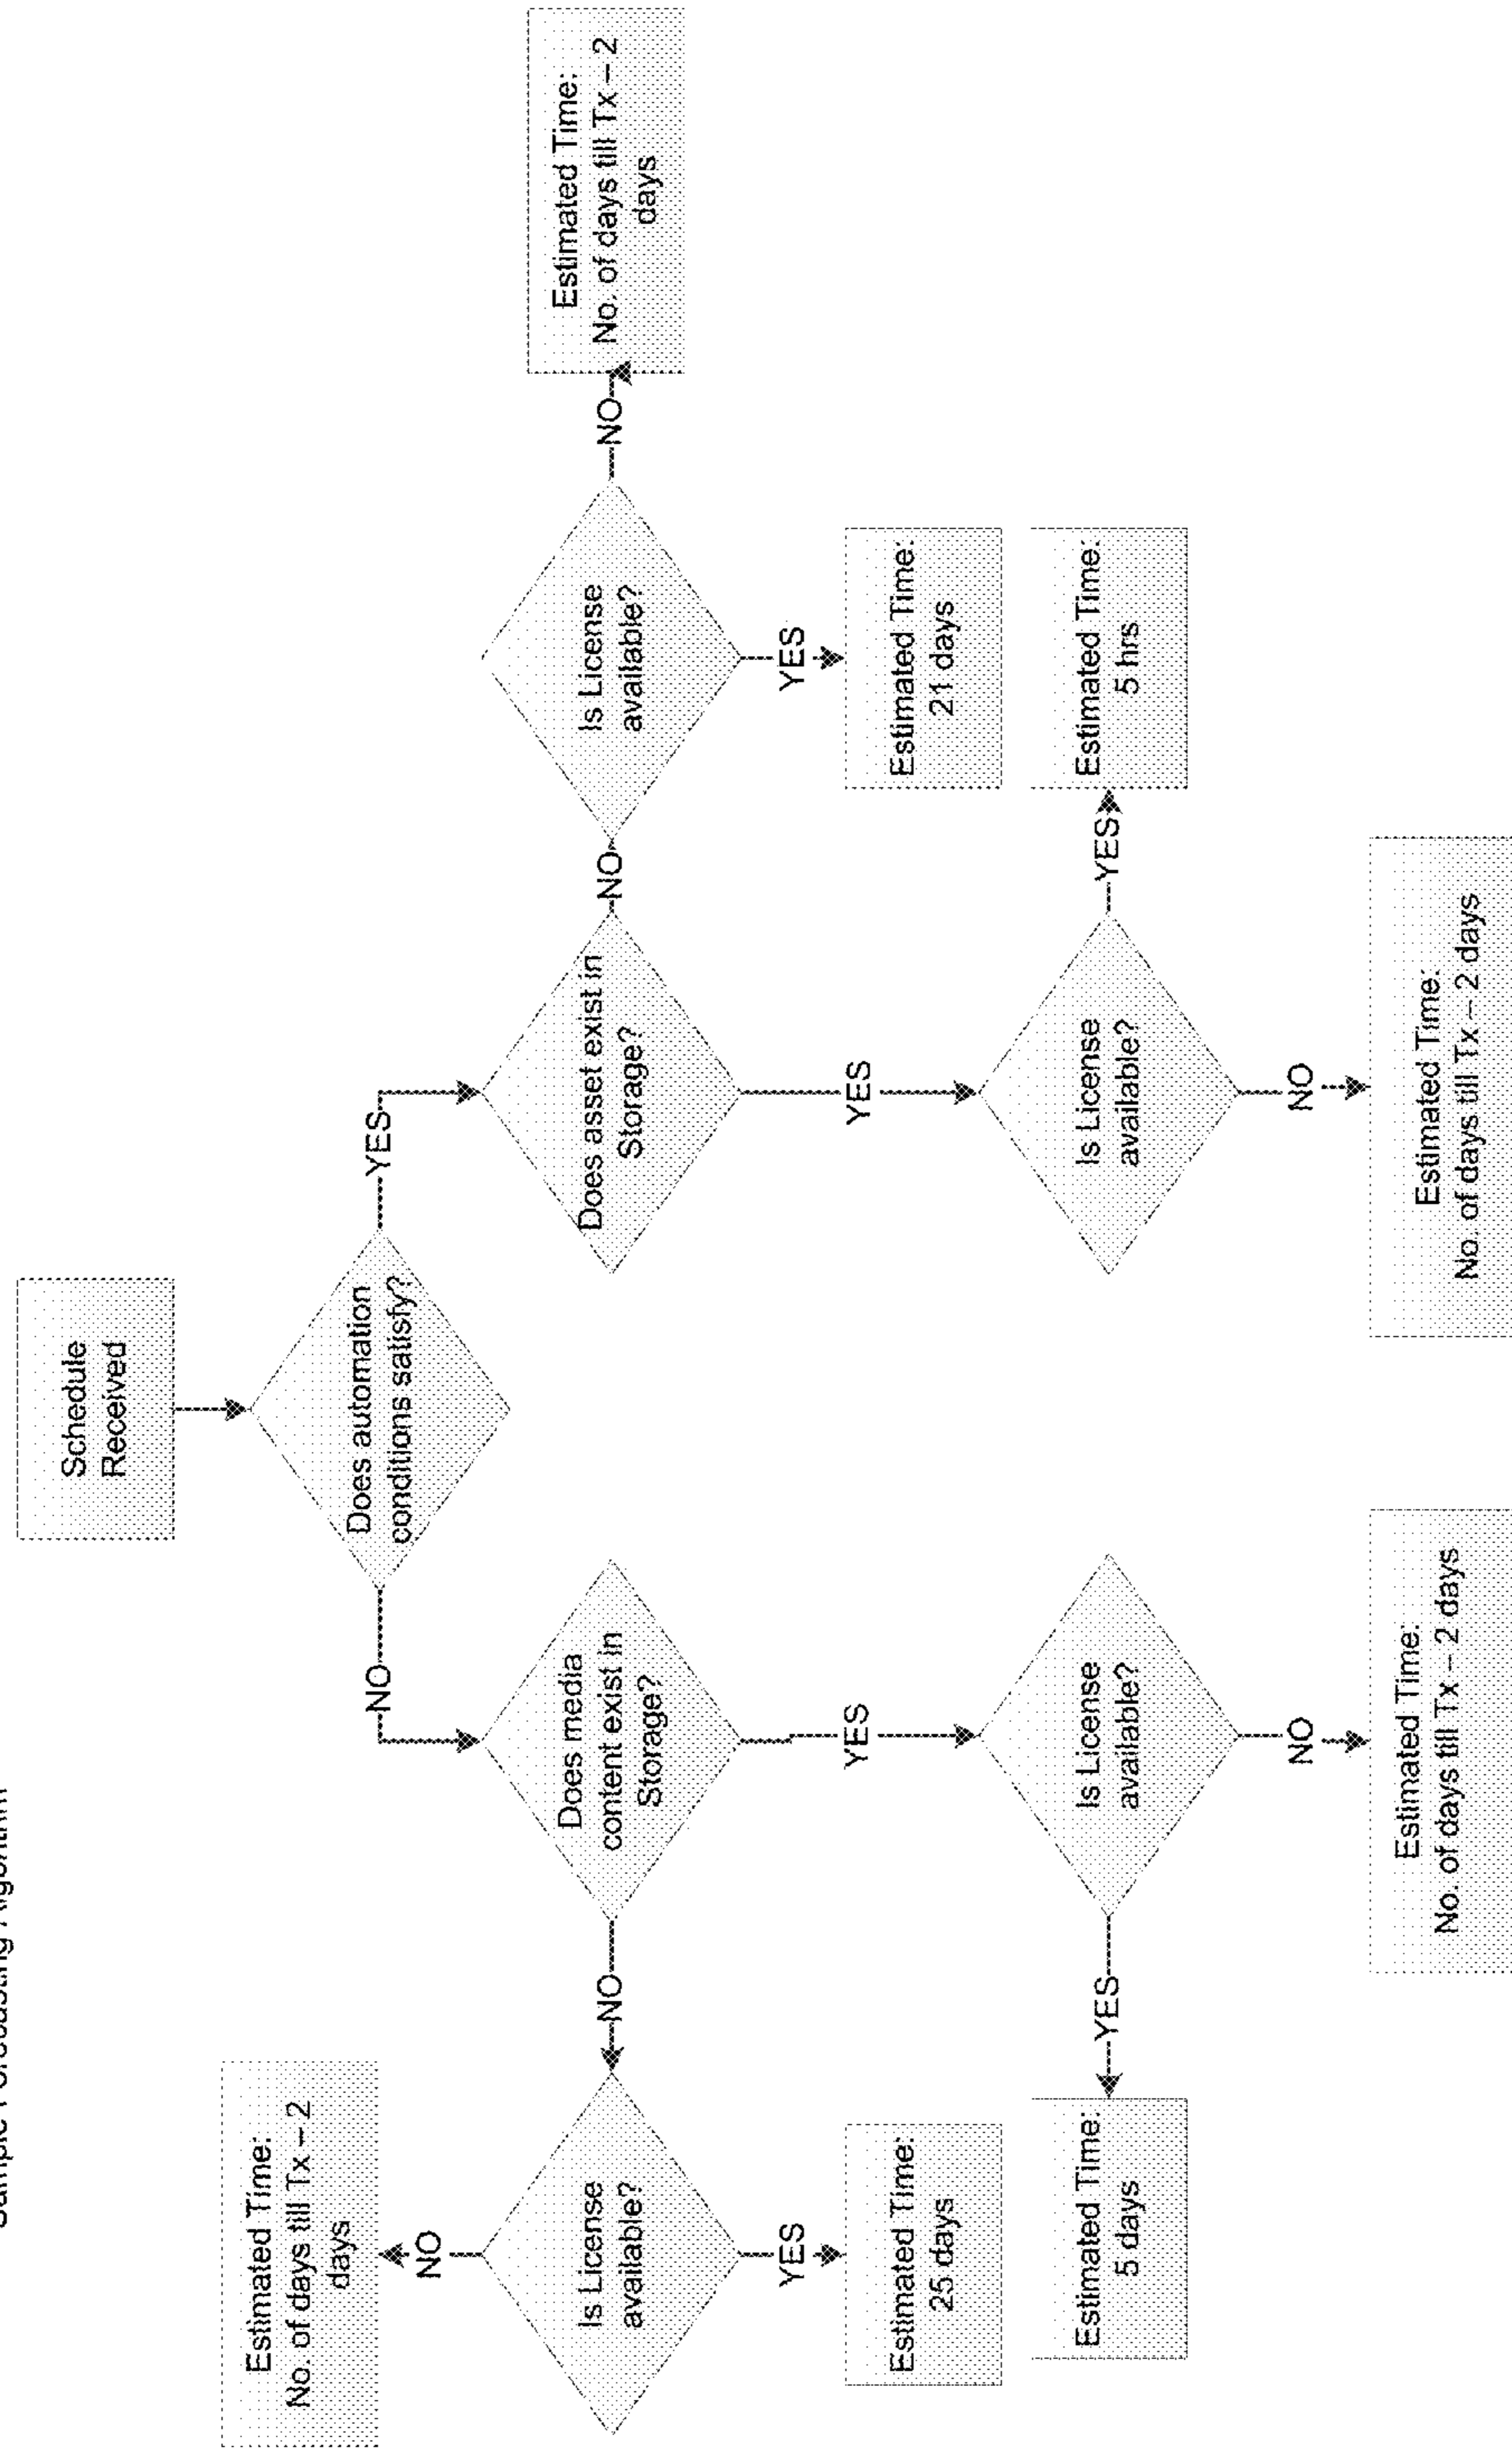 Sample Forecasting Algorithm
Schedule
Received
Does automation
conditions satisfy?
NO
YES
Does media
content exist in
Storage?
Does asset exist in
Storage?
NO
YES
NO
YES
Estimated Time:
No. of days till Tx – 2
days
NO
Is License
available?
YES
Estimated Time:
25 days
Is License
available?
YES
Estimated Time:
5 days
NO
Estimated Time:
No. of days till Tx – 2 days
Is License
available?
NO
Estimated Time:
No. of days till Tx – 2
days
YES
Estimated Time:
21 days
Is License
available?
YES
Estimated Time:
5 hrs
NO
Estimated Time:
No. of days till Tx – 2 days